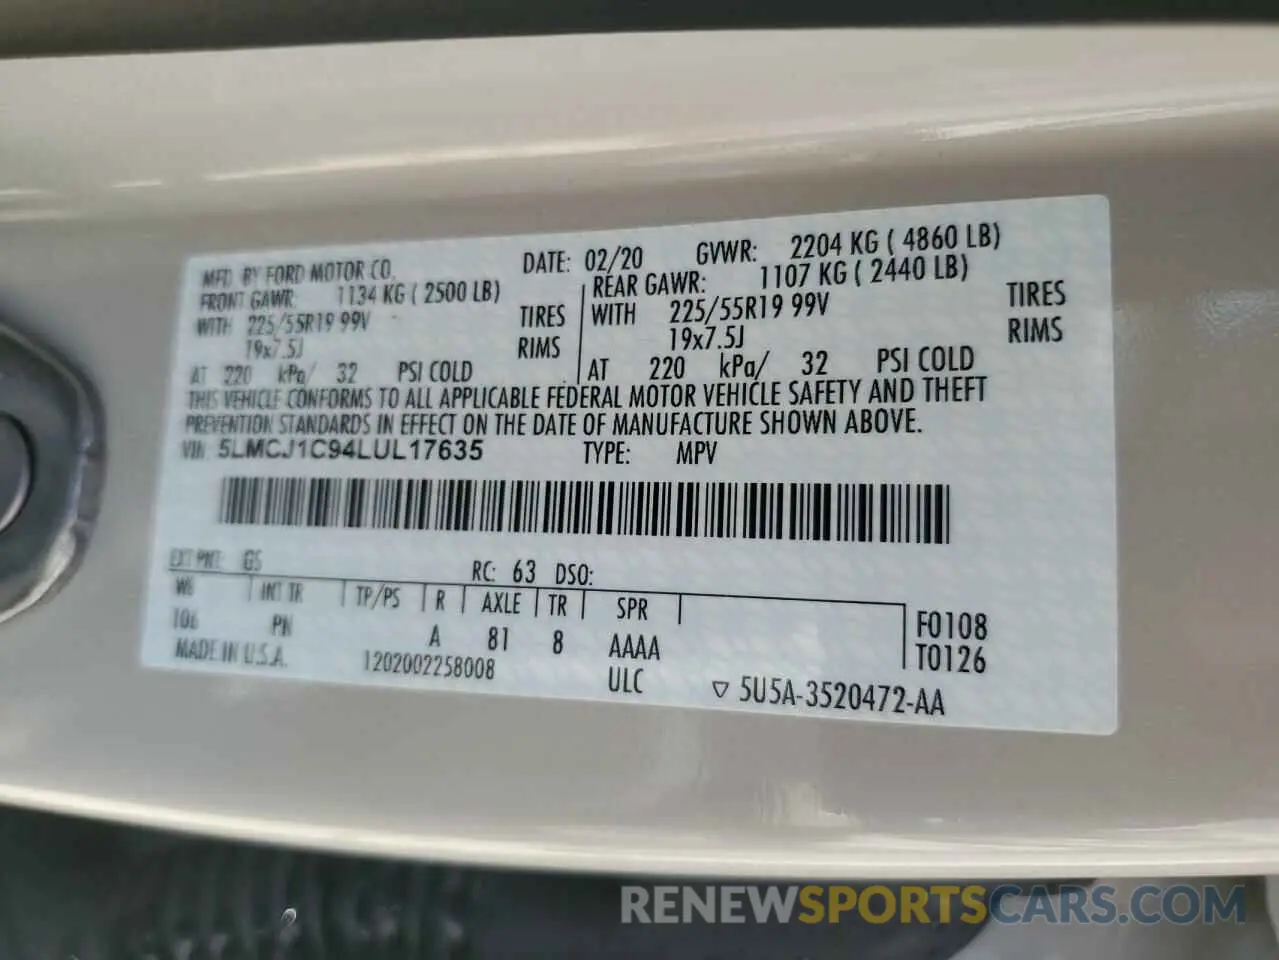 MFD. BY FORD MOTOR CO. DATE: 02/20 GVWR: 2204 KG ( 4860 LB)
FRONT GAWR: 1134 KG ( 2500 LB) REAR GAWR: 1107 KG ( 2440 LB)
WITH 225/55R19 99V TIRES WITH 225/55R19 99V TIRES
19x7.5J RIMS 19x7.5J RIMS
AT 220 kPa/ 32 PSI COLD AT 220 kPa/ 32 PSI COLD
THIS VEHICLE CONFORMS TO ALL APPLICABLE FEDERAL MOTOR VEHICLE SAFETY AND THEFT
PREVENTION STANDARDS IN EFFECT ON THE DATE OF MANUFACTURE SHOWN ABOVE.
VIN: 5LMCJ1C94LUL17635 TYPE: MPV
EXT PNT: G5 RC: 63 DSO:
WB INT TR TP/PS R AXLE TR SPR F0108
106 PN A 81 8 AAAA T0126
MADE IN U.S.A. 1202002258008 ULC ▽ 5U5A-3520472-AA
RENEWSPORTSCARS.COM